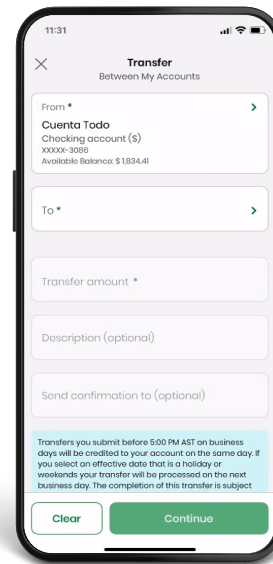 11:31
Transfer
Between My Accounts
From *
Cuenta Todo
Checking account ($)
XXXXX-3086
Available Balance: $ 1,834.41
To *
Transfer amount *
Description (optional)
Send confirmation to (optional)
Transfers you submit before 5:00 PM AST on business
days will be credited to your account on the same day. If
you select an effective date that is a holiday or
weekends your transfer will be processed on the next
business day. The completion of this transfer is subject
Clear
Continue